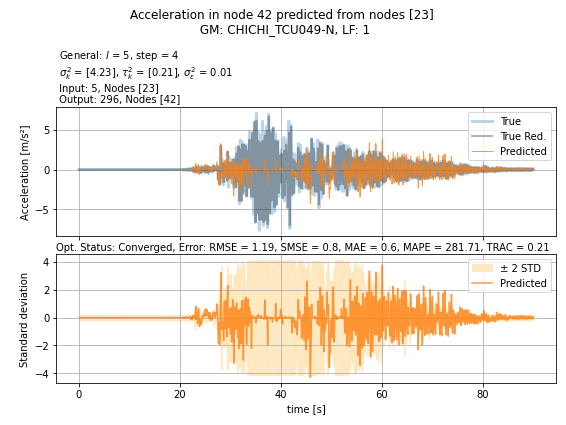 Acceleration in node 42 predicted from nodes [23]
GM: CHICHI_TCU049-N, LF: 1
General: l = 5, step = 4
σ²ₖ = [4.23], τ²ₖ = [0.21], σ²ε = 0.01
Input: 5, Nodes [23]
Output: 296, Nodes [42]
Acceleration [m/s²]
5
0
−5
True
True Red.
Predicted
Opt. Status: Converged, Error: RMSE = 1.19, SMSE = 0.8, MAE = 0.6, MAPE = 281.71, TRAC = 0.21
Standard deviation
4
2
0
−2
−4
± 2 STD
Predicted
0 20 40 60 80
time [s]